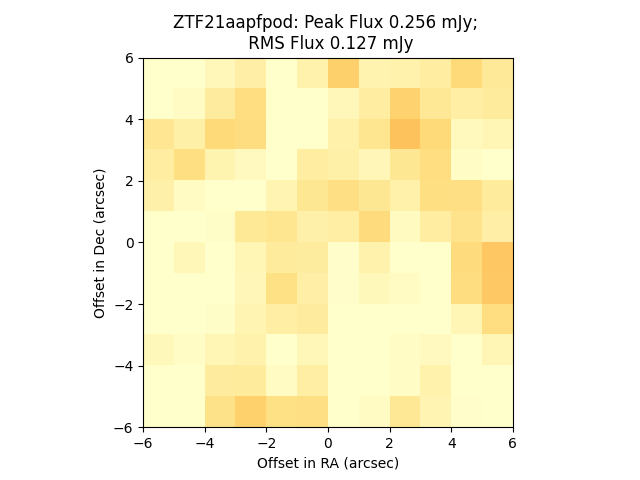 ZTF21aapfpod: Peak Flux 0.256 mJy;
RMS Flux 0.127 mJy
6
4
2
0
−2
−4
−6
Offset in Dec (arcsec)
−6 −4 −2 0 2 4 6
Offset in RA (arcsec)